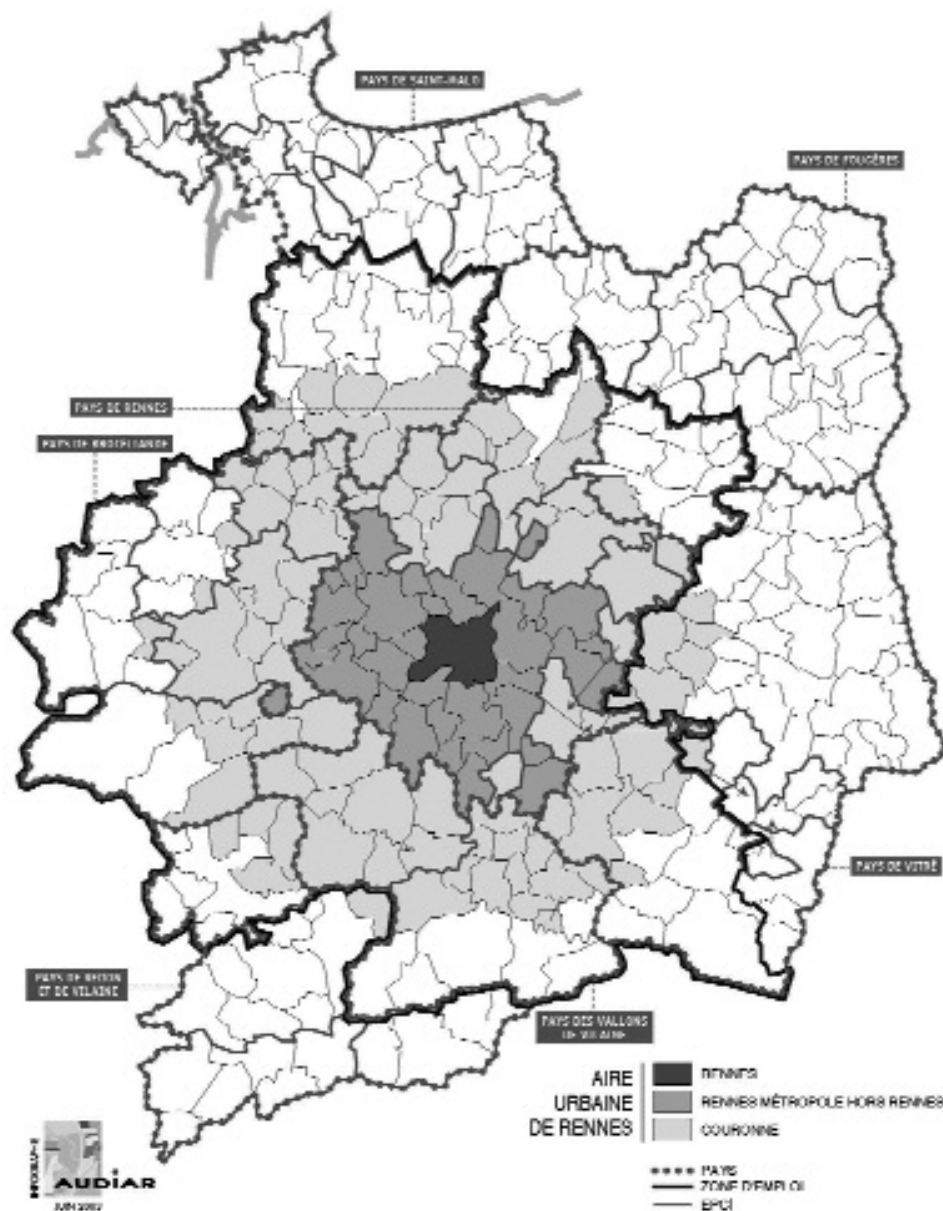 PAYS DE SAINT-MALO
PAYS DE FOUGÈRES
PAYS DE RENNES
PAYS DE BROCÉLIANDE
PAYS DE VITRÉ
PAYS DE REDON
ET DE VILAINE
PAYS DES VALLONS
DE VILAINE
AIRE
URBAINE
DE RENNES
RENNES
RENNES MÉTROPOLE HORS RENNES
COURONNE
PAYS
ZONE D'EMPLOI
EPCI
AUDIAR